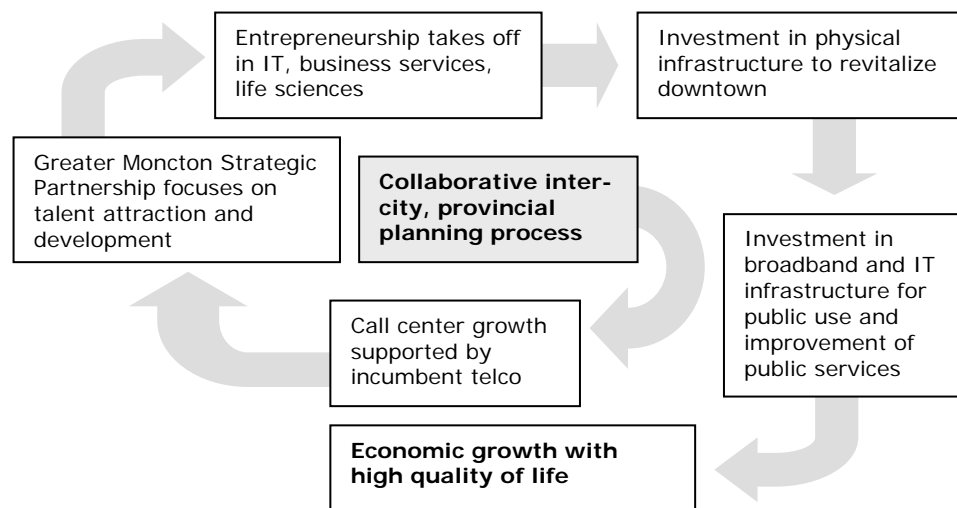 Entrepreneurship takes off
in IT, business services,
life sciences
Investment in physical
infrastructure to revitalize
downtown
Greater Moncton Strategic
Partnership focuses on
talent attraction and
development
Collaborative inter-
city, provincial
planning process
Investment in
broadband and IT
infrastructure for
public use and
improvement of
public services
Call center growth
supported by
incumbent telco
Economic growth with
high quality of life